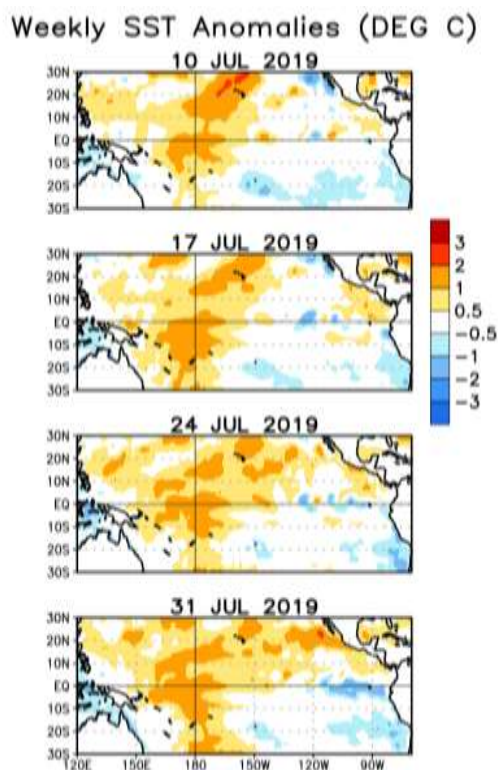 Weekly SST Anomalies (DEG C)
10 JUL 2019
30N
20N
10N
EQ
10S
20S
30S
17 JUL 2019
30N
20N
10N
EQ
10S
20S
30S
3
2
1
0.5
-0.5
-1
-2
-3
24 JUL 2019
30N
20N
10N
EQ
10S
20S
30S
31 JUL 2019
30N
20N
10N
EQ
10S
20S
30S
120E 150E 180 150W 120W 90W